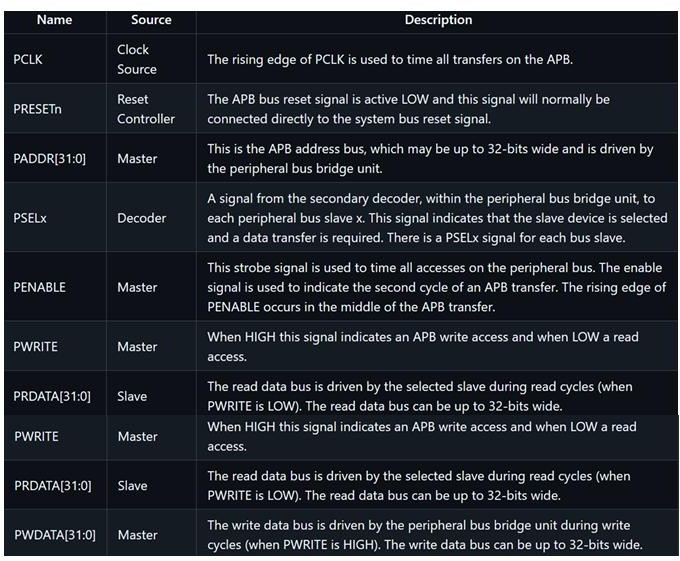 Name Source Description
PCLK Clock Source The rising edge of PCLK is used to time all transfers on the APB.
PRESETn Reset Controller The APB bus reset signal is active LOW and this signal will normally be
connected directly to the system bus reset signal.
PADDR[31:0] Master This is the APB address bus, which may be up to 32-bits wide and is driven by
the peripheral bus bridge unit.
PSELx Decoder A signal from the secondary decoder, within the peripheral bus bridge unit, to
each peripheral bus slave x. This signal indicates that the slave device is selected
and a data transfer is required. There is a PSELx signal for each bus slave.
PENABLE Master This strobe signal is used to time all accesses on the peripheral bus. The enable
signal is used to indicate the second cycle of an APB transfer. The rising edge of
PENABLE occurs in the middle of the APB transfer.
PWRITE Master When HIGH this signal indicates an APB write access and when LOW a read
access.
PRDATA[31:0] Slave The read data bus is driven by the selected slave during read cycles (when
PWRITE is LOW). The read data bus can be up to 32-bits wide.
PWRITE Master When HIGH this signal indicates an APB write access and when LOW a read
access.
PRDATA[31:0] Slave The read data bus is driven by the selected slave during read cycles (when
PWRITE is LOW). The read data bus can be up to 32-bits wide.
PWDATA[31:0] Master The write data bus is driven by the peripheral bus bridge unit during write
cycles (when PWRITE is HIGH). The write data bus can be up to 32-bits wide.